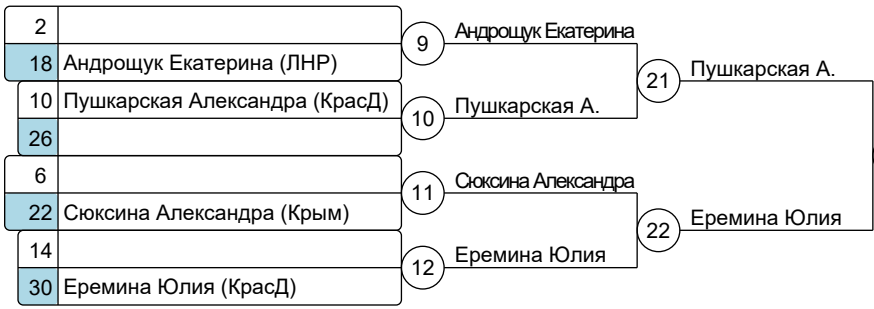 2
9
Андрощук Екатерина
18 Андрощук Екатерина (ЛНР)
21
Пушкарская А.
10 Пушкарская Александра (КрасД)
10
Пушкарская А.
26
6
11
Сюксина Александра
22 Сюксина Александра (Крым)
22
Еремина Юлия
14
12
Еремина Юлия
30 Еремина Юлия (КрасД)